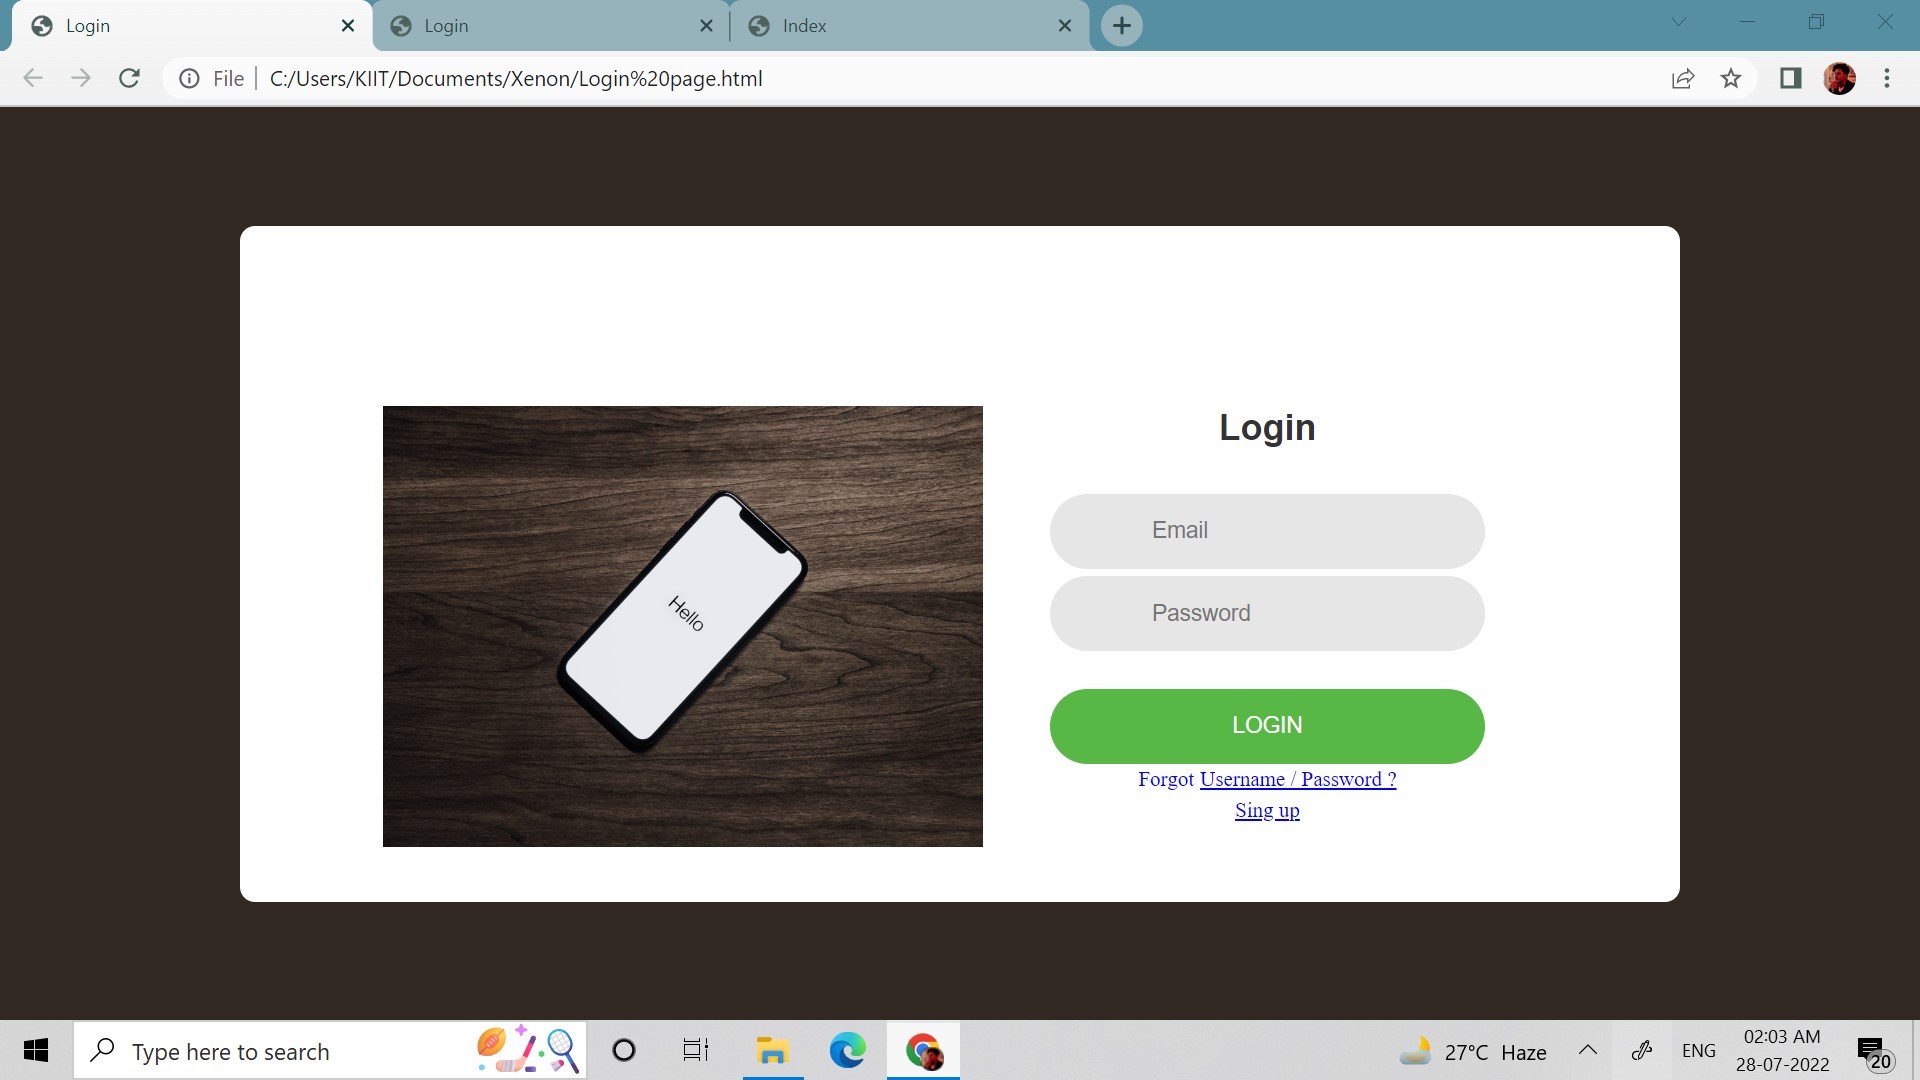 Login
Login
Index
File
C:/Users/KIIT/Documents/Xenon/Login%20page.html
Hello
Login
Email
Password
LOGIN
Forgot Username / Password ?
Sing up
Type here to search
27°C Haze
ENG
02:03 AM
28-07-2022
20